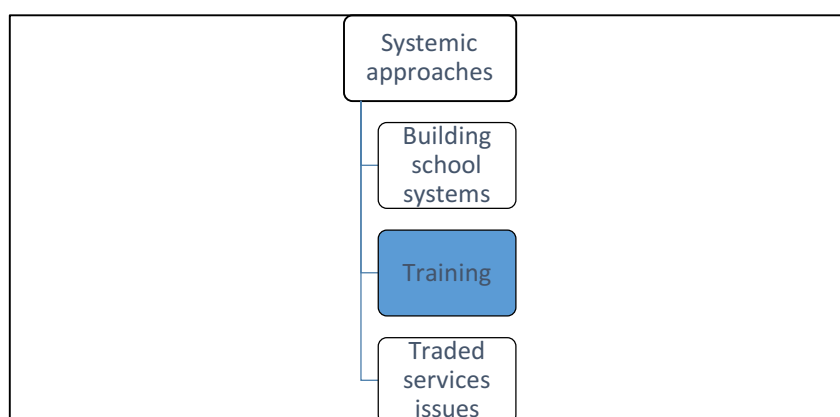 Systemic
approaches
Building
school
systems
Training
Traded
services
issues